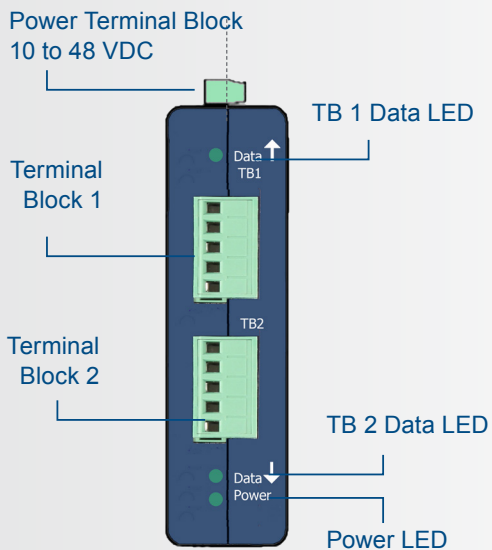 Power Terminal Block
10 to 48 VDC
TB 1 Data LED
Data
TB1
Terminal
Block 1
TB2
Terminal
Block 2
TB 2 Data LED
Data
Power
Power LED